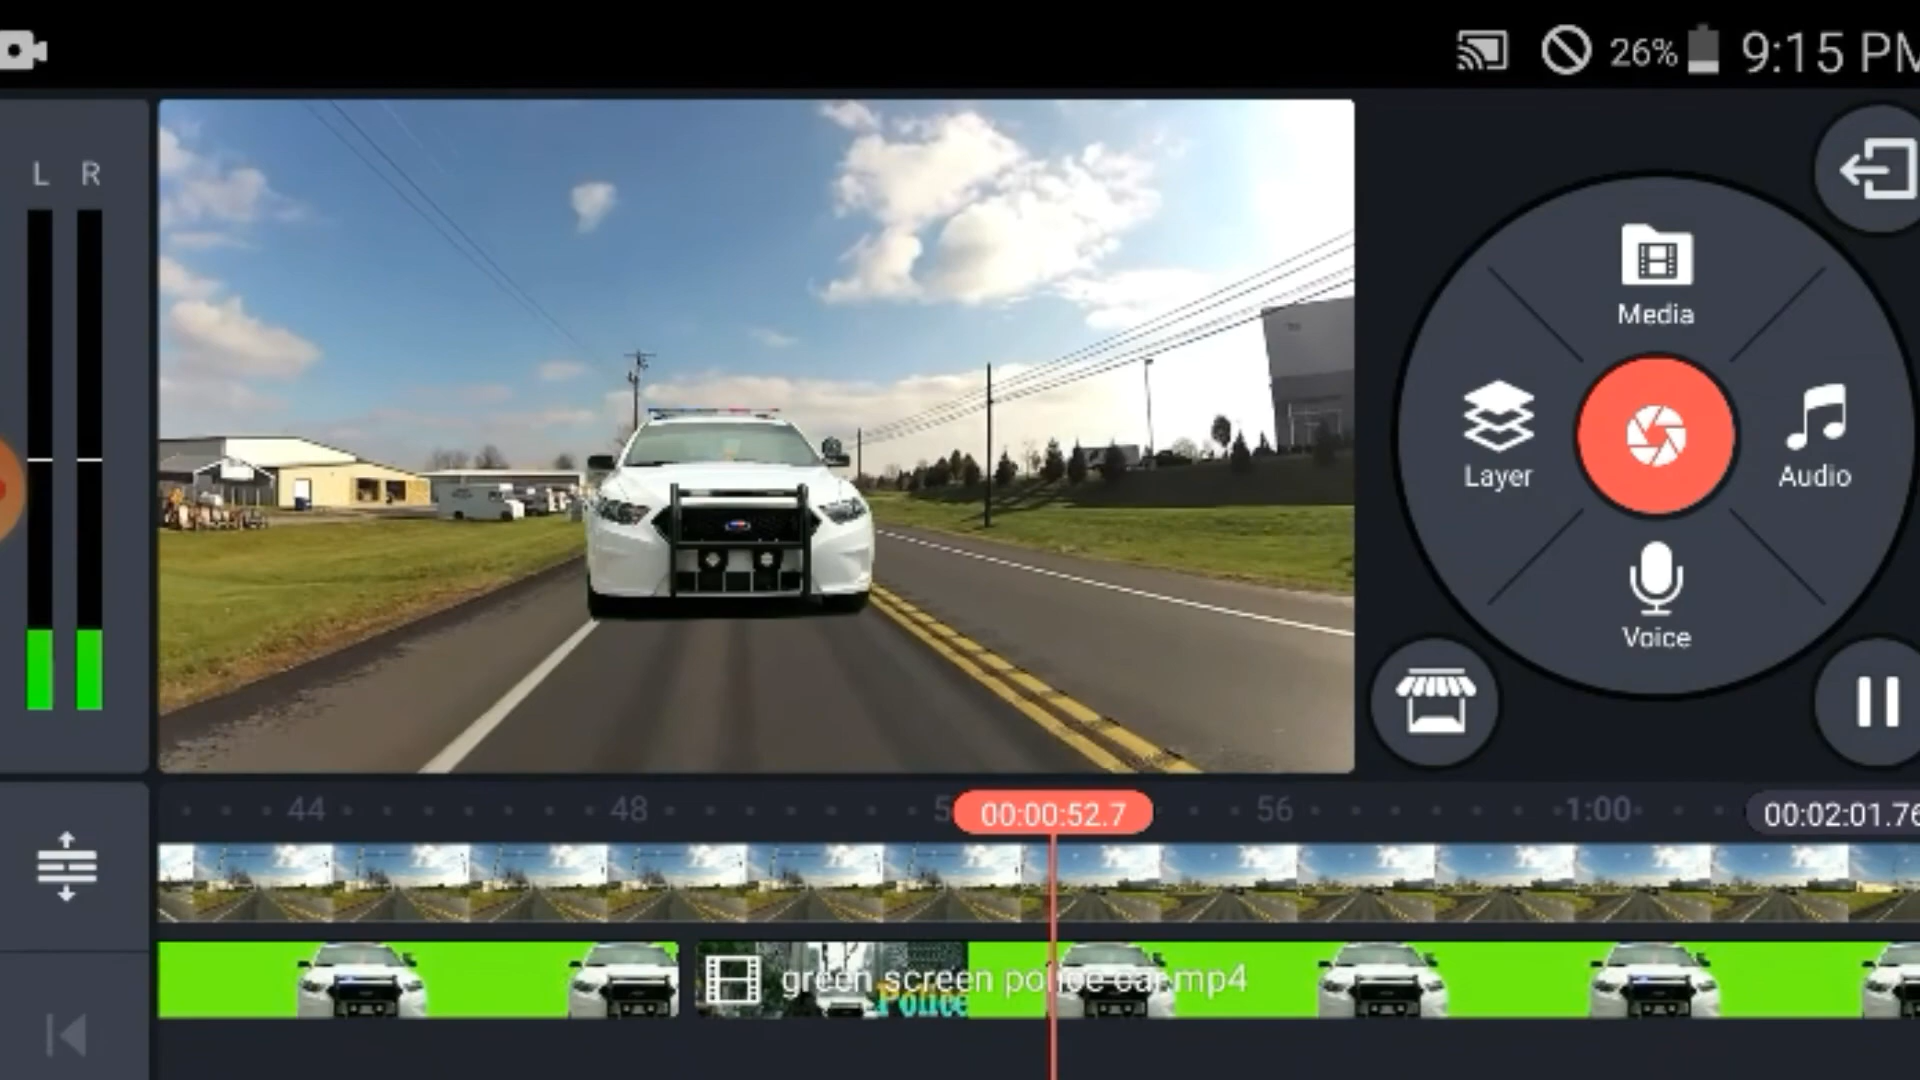 26% 9:15 PM
L R
Media
Layer
Audio
Voice
44 48 00:00:52.7 56 1:00 00:02:01.76
green screen police car.mp4
Police